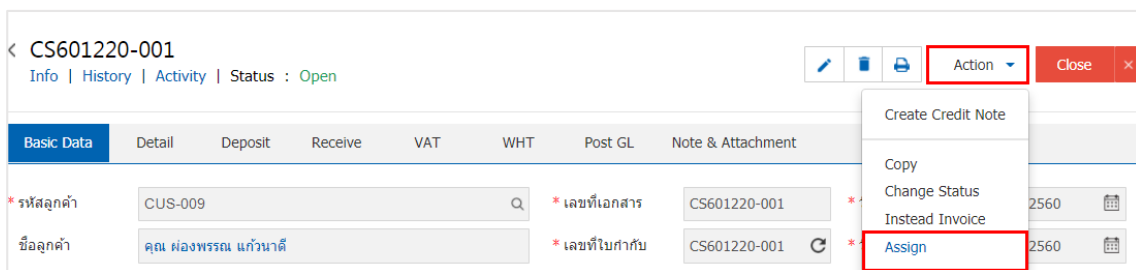 CS601220-001
Info | History | Activity | Status : Open
Action
Close
Create Credit Note
Copy
Change Status
Instead Invoice
Assign
Basic Data Detail Deposit Receive VAT WHT Post GL Note & Attachment
* รหัสลูกค้า CUS-009 * เลขที่เอกสาร CS601220-001 * 2560
ชื่อลูกค้า คุณ ผ่องพรรณ แก้วนาดี * เลขที่ใบกำกับ CS601220-001 * 2560